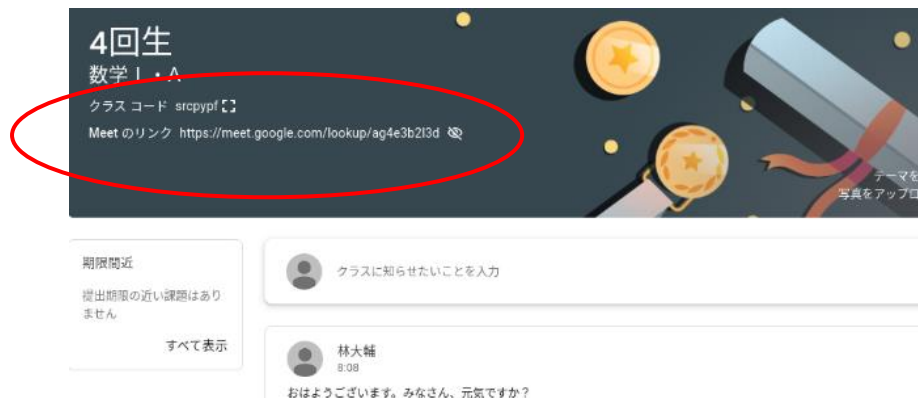 4回生
数学Ⅰ・A
クラス コード srcpypf
Meet のリンク https://meet.google.com/lookup/ag4e3b2l3d
テーマを
写真をアップロ
期限間近
提出期限の近い課題はあり
ません
すべて表示
クラスに知らせたいことを入力
林大輔
8:08
おはようございます。みなさん、元気ですか？